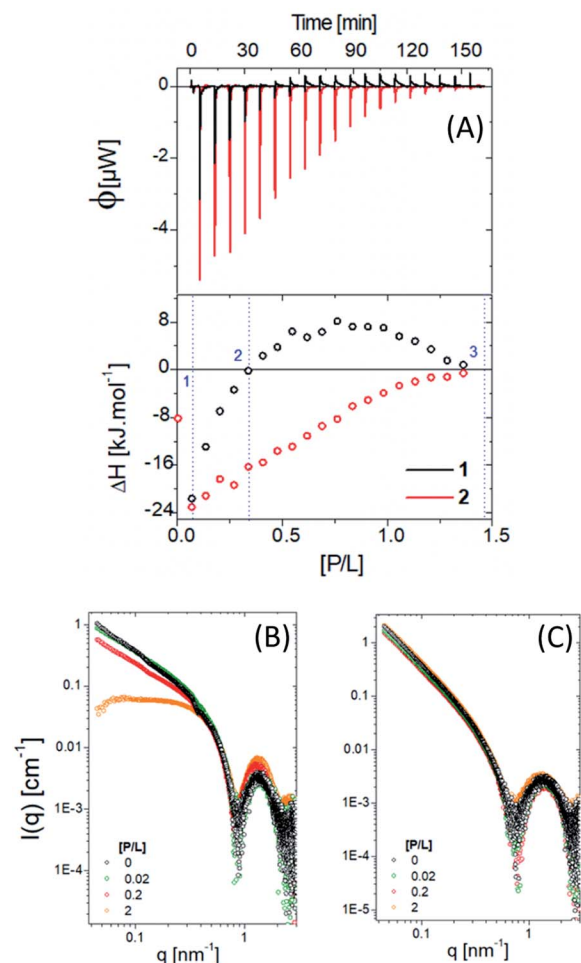 Time [min]
0 30 60 90 120 150
(A)
ϕ[µW]
0
-2
-4
ΔH [kJ.mol⁻¹]
8
0
-8
-16
-24
1
2
3
1
2
0.0 0.5 1.0 1.5
[P/L]
(B)
I(q) [cm⁻¹]
1
0.1
0.01
1E-3
1E-4
[P/L]
0
0.02
0.2
2
0.1 1
q [nm⁻¹]
(C)
1
0.1
0.01
1E-3
1E-4
1E-5
[P/L]
0
0.02
0.2
2
0.1 1
q [nm⁻¹]